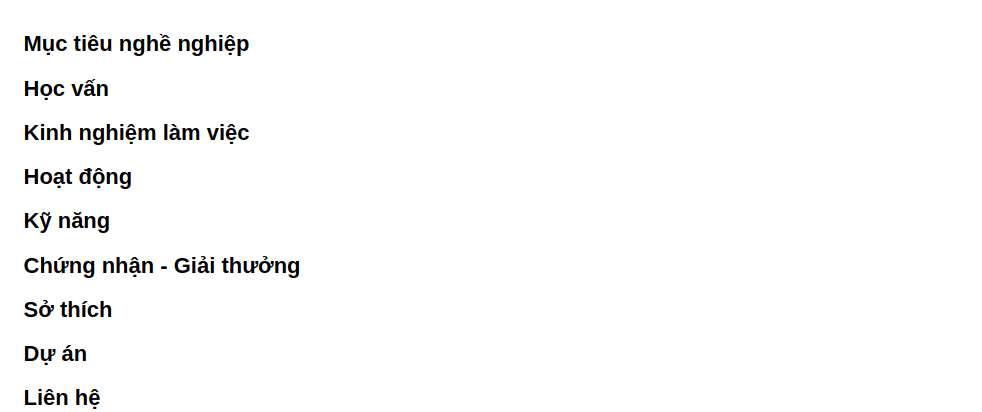 Mục tiêu nghề nghiệp
Học vấn
Kinh nghiệm làm việc
Hoạt động
Kỹ năng
Chứng nhận - Giải thưởng
Sở thích
Dự án
Liên hệ